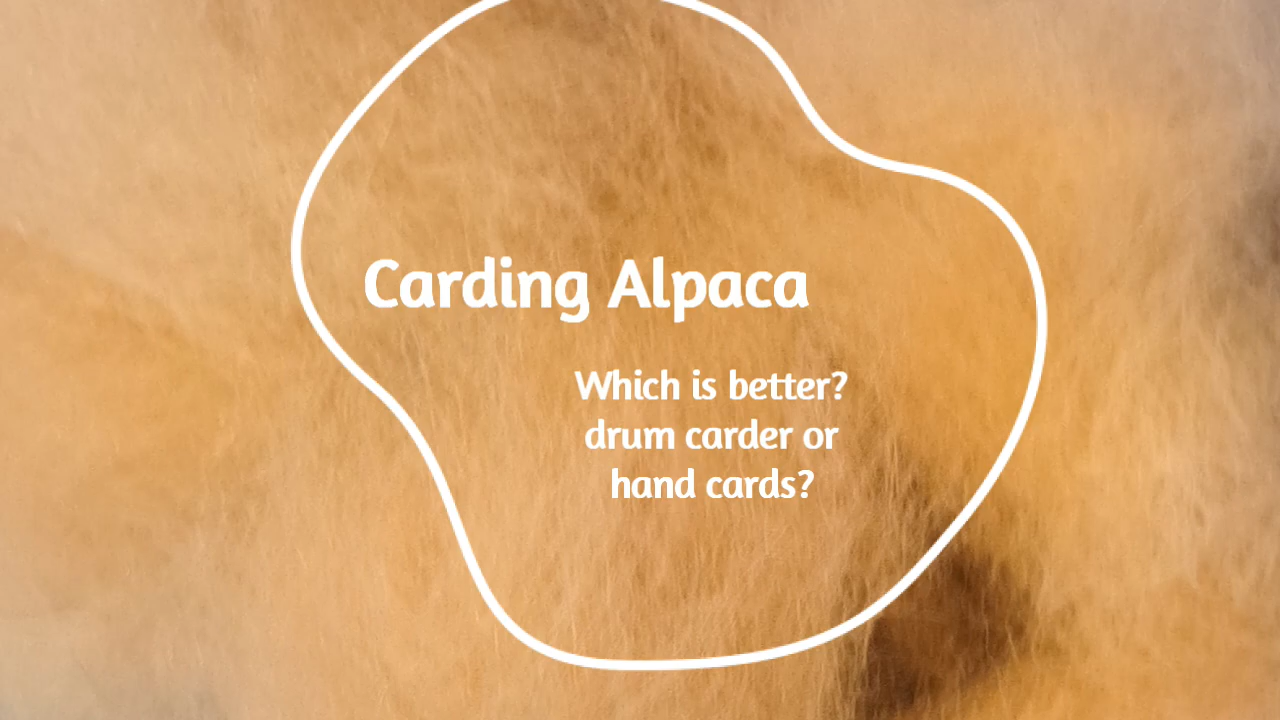 Carding Alpaca
Which is better?
drum carder or
hand cards?